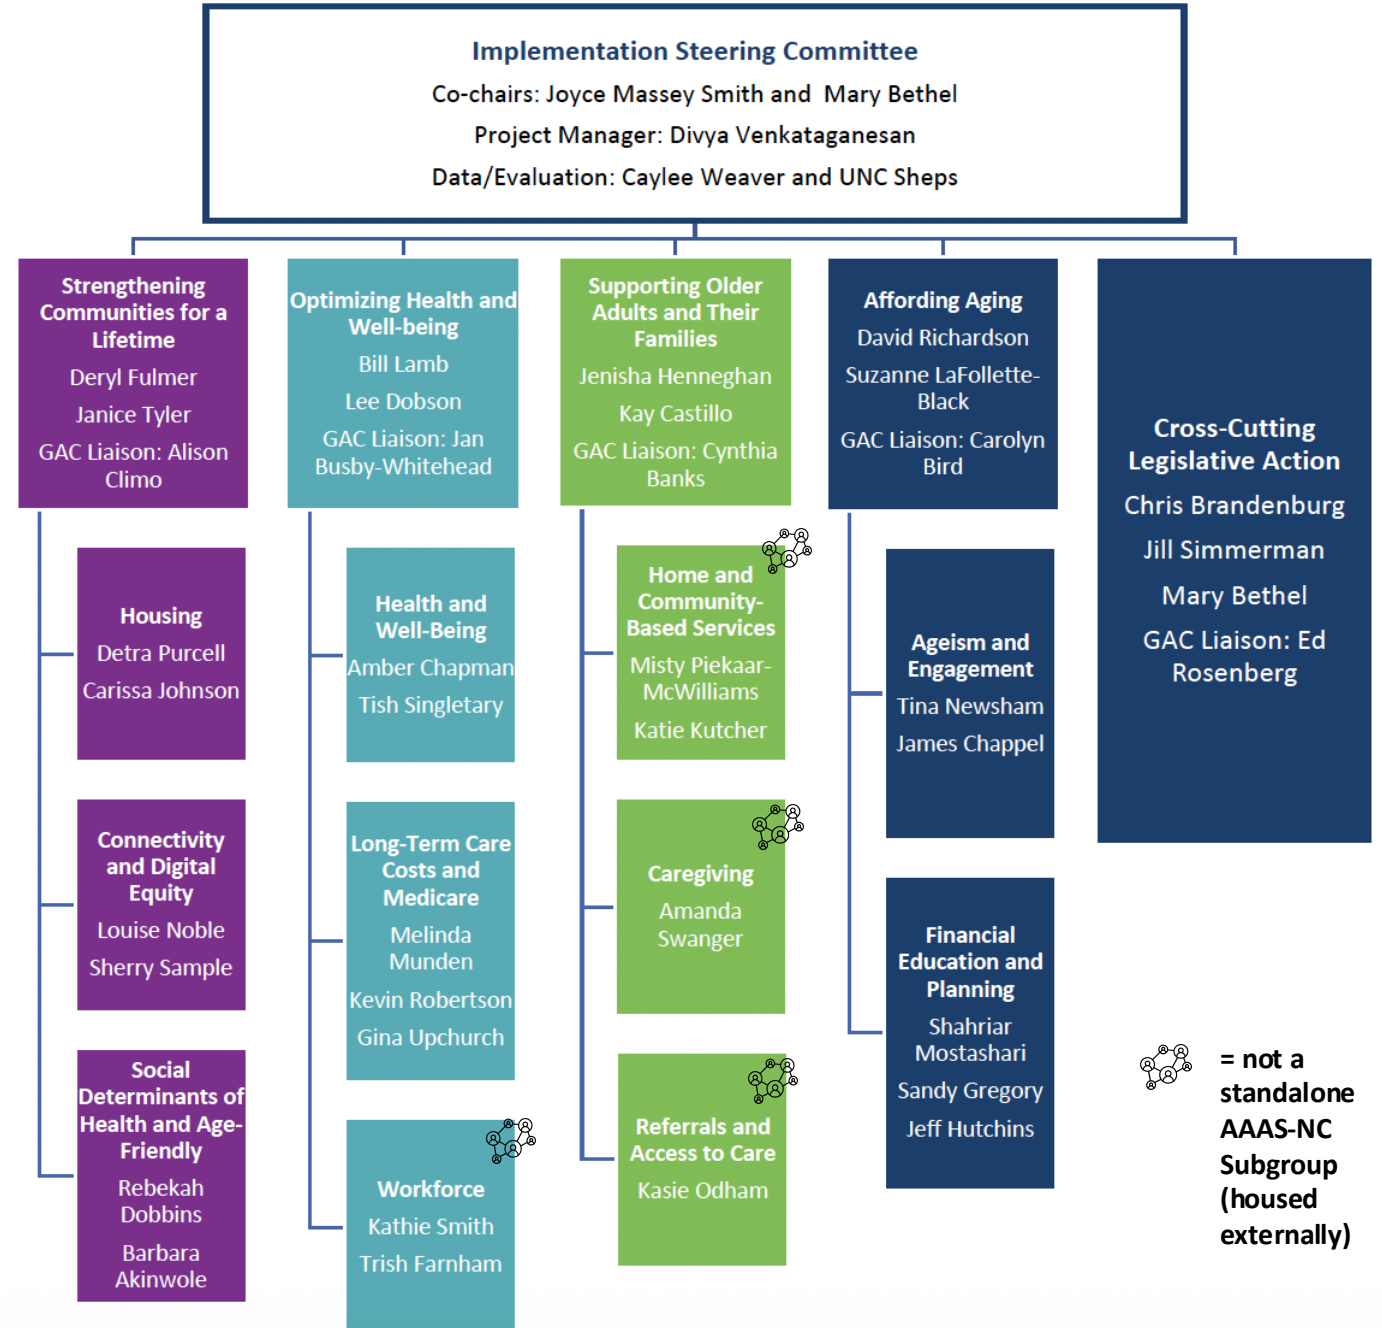 Implementation Steering Committee
Co-chairs: Joyce Massey Smith and  Mary Bethel
Project Manager: Divya Venkataganesan
Data/Evaluation: Caylee Weaver and UNC Sheps
Strengthening
Communities for a
Lifetime
Deryl Fulmer
Janice Tyler
GAC Liaison: Alison
Climo
Housing
Detra Purcell
Carissa Johnson
Connectivity
and Digital
Equity
Louise Noble
Sherry Sample
Social
Determinants of
Health and Age-
Friendly
Rebekah
Dobbins
Barbara
Akinwole
Optimizing Health and
Well-being
Bill Lamb
Lee Dobson
GAC Liaison: Jan
Busby-Whitehead
Health and
Well-Being
Amber Chapman
Tish Singletary
Long-Term Care
Costs and
Medicare
Melinda
Munden
Kevin Robertson
Gina Upchurch
Workforce
Kathie Smith
Trish Farnham
Supporting Older
Adults and Their
Families
Jenisha Henneghan
Kay Castillo
GAC Liaison: Cynthia
Banks
Home and
Community-
Based Services
Misty Piekaar-
McWilliams
Katie Kutcher
Caregiving
Amanda
Swanger
Referrals and
Access to Care
Kasie Odham
Affording Aging
David Richardson
Suzanne LaFollette-
Black
GAC Liaison: Carolyn
Bird
Ageism and
Engagement
Tina Newsham
James Chappel
Financial
Education and
Planning
Shahriar
Mostashari
Sandy Gregory
Jeff Hutchins
Cross-Cutting
Legislative Action
Chris Brandenburg
Jill Simmerman
Mary Bethel
GAC Liaison: Ed
Rosenberg
= not a
standalone
AAAS-NC
Subgroup
(housed
externally)